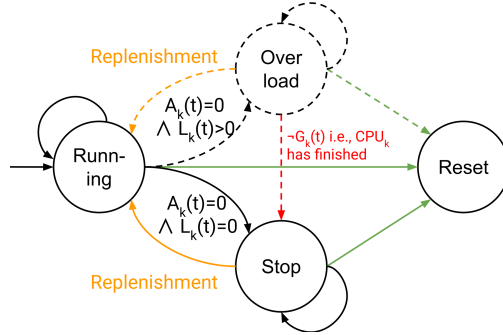 Over
load
Replenishment
A_k(t)=0
∧ L_k(t)>0
¬G_k(t) i.e., CPU_k
has finished
Runn-
ing
Reset
A_k(t)=0
∧ L_k(t)=0
Replenishment
Stop